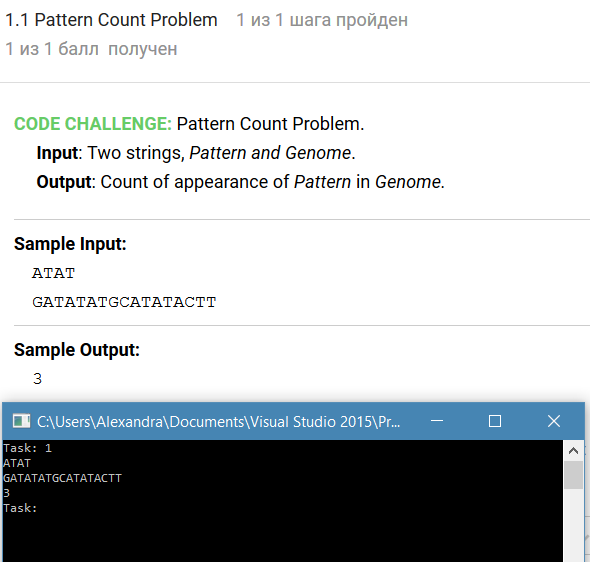 1.1 Pattern Count Problem 1 из 1 шага пройден
1 из 1 балл получен
CODE CHALLENGE: Pattern Count Problem.
Input: Two strings, Pattern and Genome.
Output: Count of appearance of Pattern in Genome.
Sample Input:
ATAT
GATATATGCATATACTT
Sample Output:
3
C:\Users\Alexandra\Documents\Visual Studio 2015\Pr...
Task: 1
ATAT
GATATATGCATATACTT
3
Task: